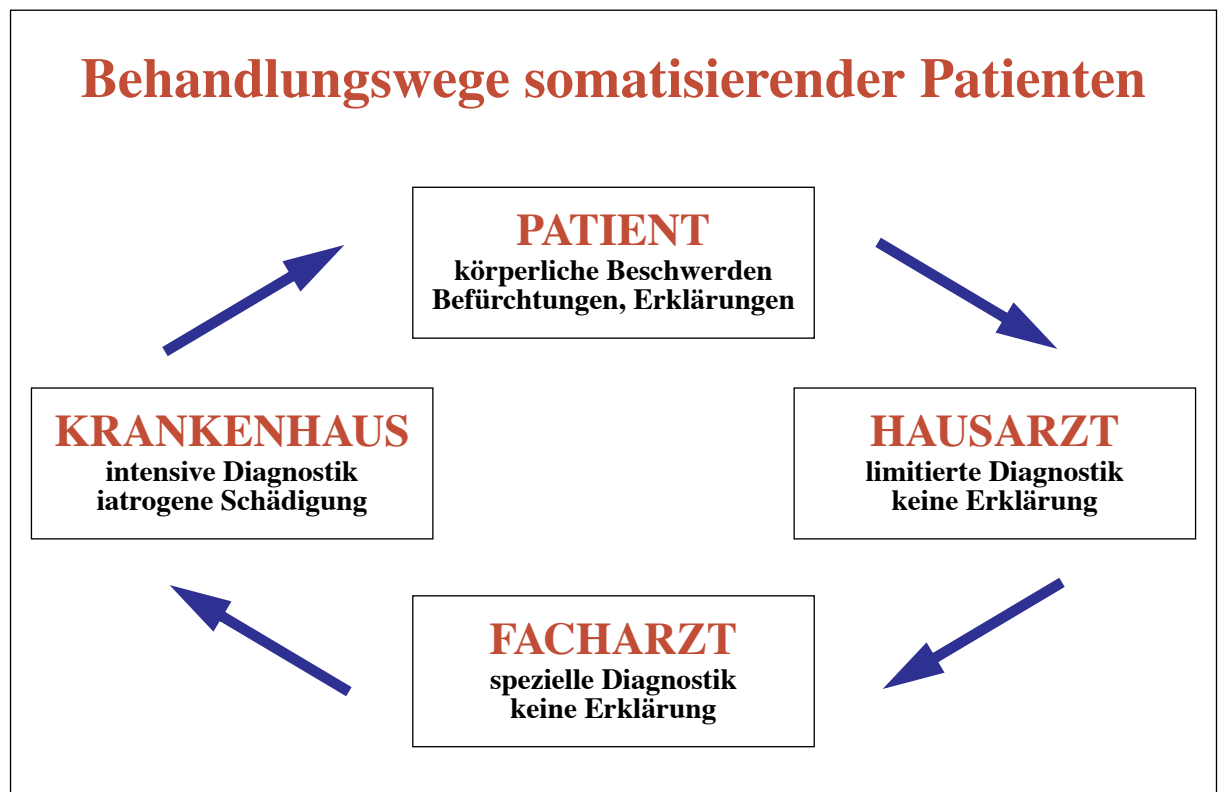 Behandlungswege somatisierender Patienten
PATIENT
körperliche Beschwerden
Befürchtungen, Erklärungen
KRANKENHAUS
intensive Diagnostik
iatrogene Schädigung
HAUSARZT
limitierte Diagnostik
keine Erklärung
FACHARZT
spezielle Diagnostik
keine Erklärung